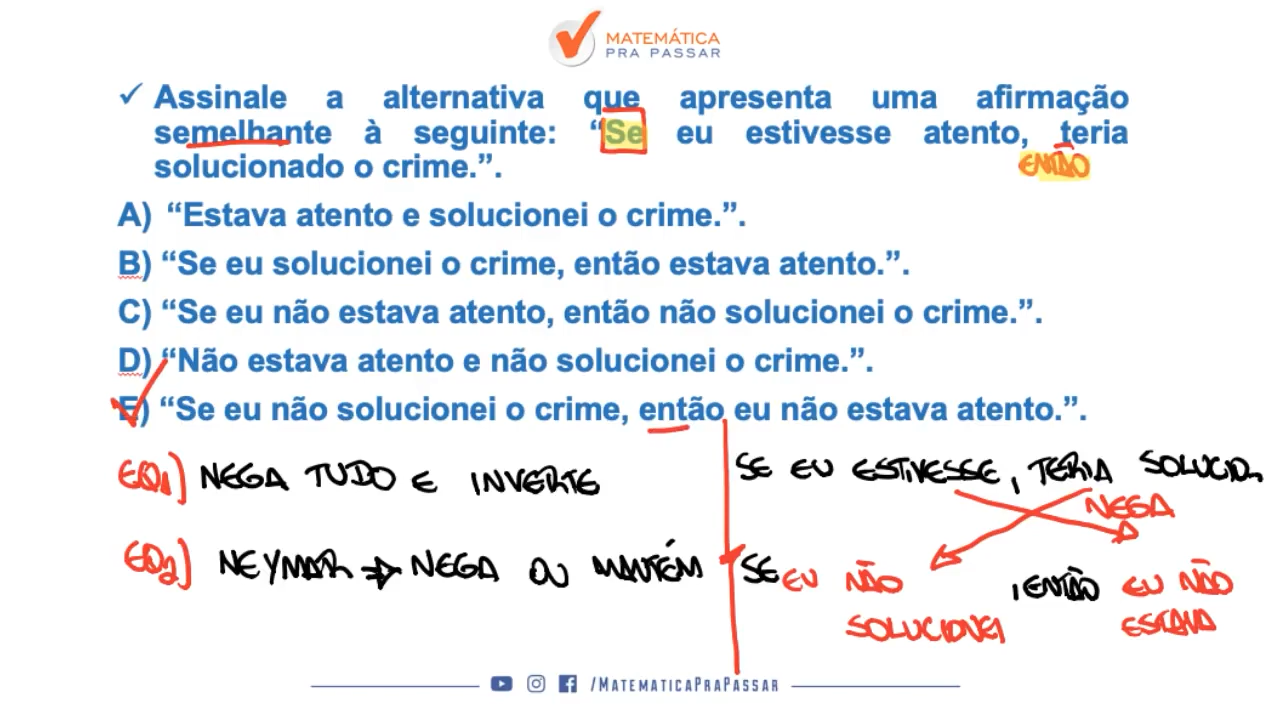 MATEMÁTICA
PRA PASSAR
✓ Assinale a alternativa que apresenta uma afirmação
semelhante à seguinte: “Se eu estivesse atento, teria
solucionado o crime.”.
ENTÃO
A) “Estava atento e solucionei o crime.”.
B) “Se eu solucionei o crime, então estava atento.”.
C) “Se eu não estava atento, então não solucionei o crime.”.
D) “Não estava atento e não solucionei o crime.”.
E) “Se eu não solucionei o crime, então eu não estava atento.”.
EQ1) NEGA TUDO E INVERTE
SE EU ESTIVESSE, TERIA SOLUCIO.
NEGA
EQ2) NEYMAR → NEGA OU MANTÉM
SE EU NÃO SOLUCIONEI
, ENTÃO EU NÃO ESTAVA
/MATEMATICAPRAPASSAR